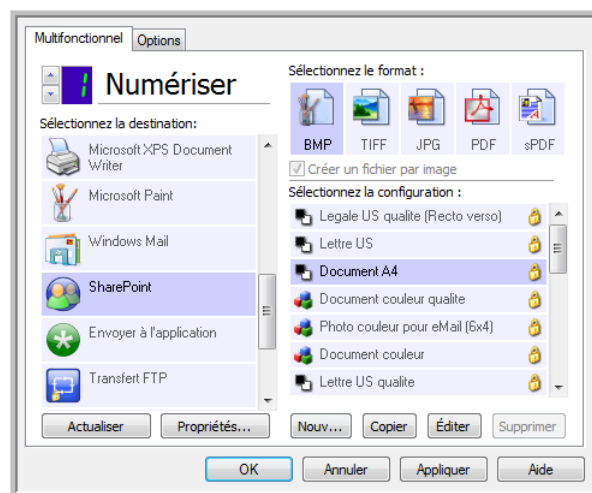 Multifonctionnel
Options
1
Numériser
Sélectionnez la destination:
Microsoft XPS Document
Writer
Microsoft Paint
Windows Mail
SharePoint
Envoyer à l'application
Transfert FTP
Actualiser
Propriétés...
Sélectionnez le format :
BMP
TIFF
JPG
PDF
sPDF
Créer un fichier par image
Sélectionnez la configuration :
Legale US qualite (Recto verso)
Lettre US
Document A4
Document couleur qualite
Photo couleur pour eMail (6x4)
Document couleur
Lettre US qualite
Nouv...
Copier
Éditer
Supprimer
OK
Annuler
Appliquer
Aide